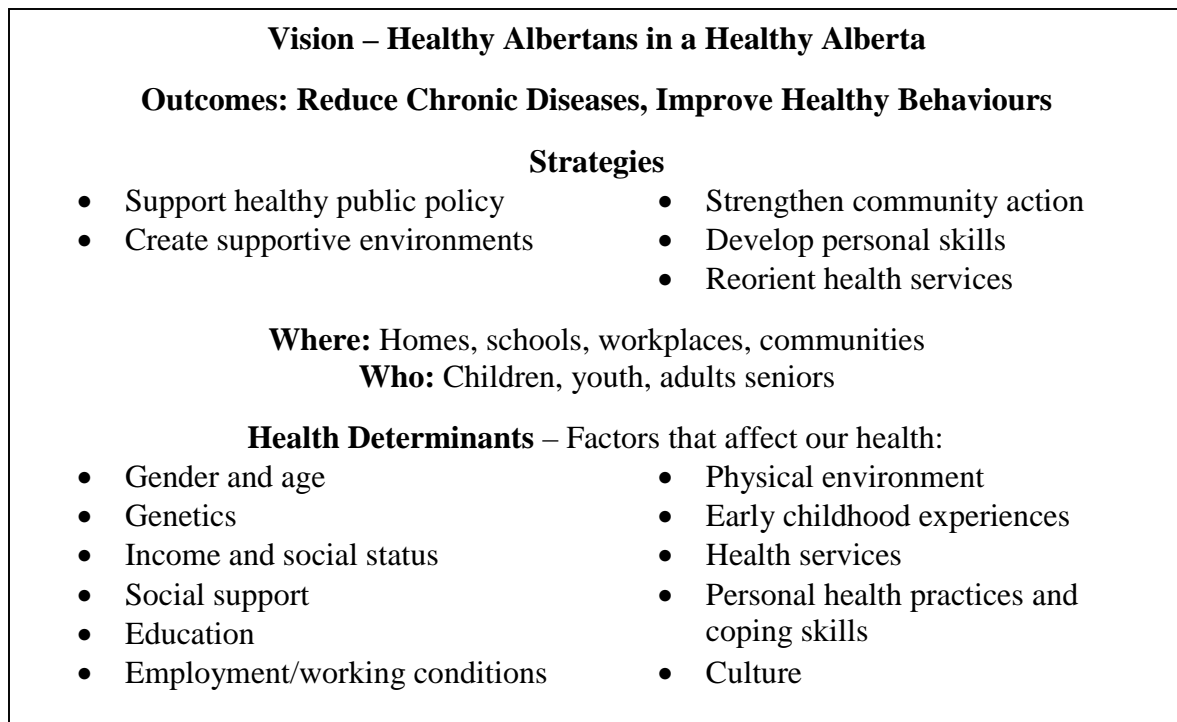 Vision – Healthy Albertans in a Healthy Alberta
Outcomes: Reduce Chronic Diseases, Improve Healthy Behaviours
Strategies
• Support healthy public policy
• Create supportive environments
• Strengthen community action
• Develop personal skills
• Reorient health services
Where: Homes, schools, workplaces, communities
Who: Children, youth, adults seniors
Health Determinants – Factors that affect our health:
• Gender and age
• Genetics
• Income and social status
• Social support
• Education
• Employment/working conditions
• Physical environment
• Early childhood experiences
• Health services
• Personal health practices and
coping skills
• Culture